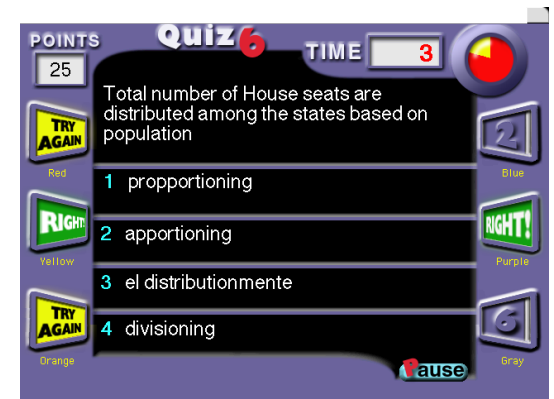 POINTS
25
Quiz 6
TIME 3
Total number of House seats are
distributed among the states based on
population
1 propportioning
2 apportioning
3 el distributionmente
4 divisioning
TRY
AGAIN
Red
RIGHT!
Yellow
TRY
AGAIN
Orange
2
Blue
RIGHT!
Purple
6
Gray
Pause